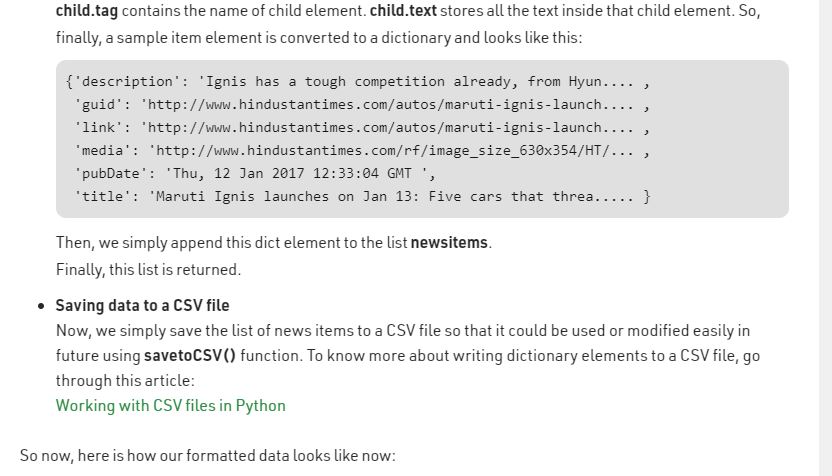 child.tag contains the name of child element. child.text stores all the text inside that child element. So,
finally, a sample item element is converted to a dictionary and looks like this:
{'description': 'Ignis has a tough competition already, from Hyun.... ,
'guid': 'http://www.hindustantimes.com/autos/maruti-ignis-launch.... ,
'link': 'http://www.hindustantimes.com/autos/maruti-ignis-launch.... ,
'media': 'http://www.hindustantimes.com/rf/image_size_630x354/HT/... ,
'pubDate': 'Thu, 12 Jan 2017 12:33:04 GMT ',
'title': 'Maruti Ignis launches on Jan 13: Five cars that threa..... }
Then, we simply append this dict element to the list newsitems.
Finally, this list is returned.
• Saving data to a CSV file
Now, we simply save the list of news items to a CSV file so that it could be used or modified easily in
future using savetoCSV() function. To know more about writing dictionary elements to a CSV file, go
through this article:
Working with CSV files in Python
So now, here is how our formatted data looks like now: